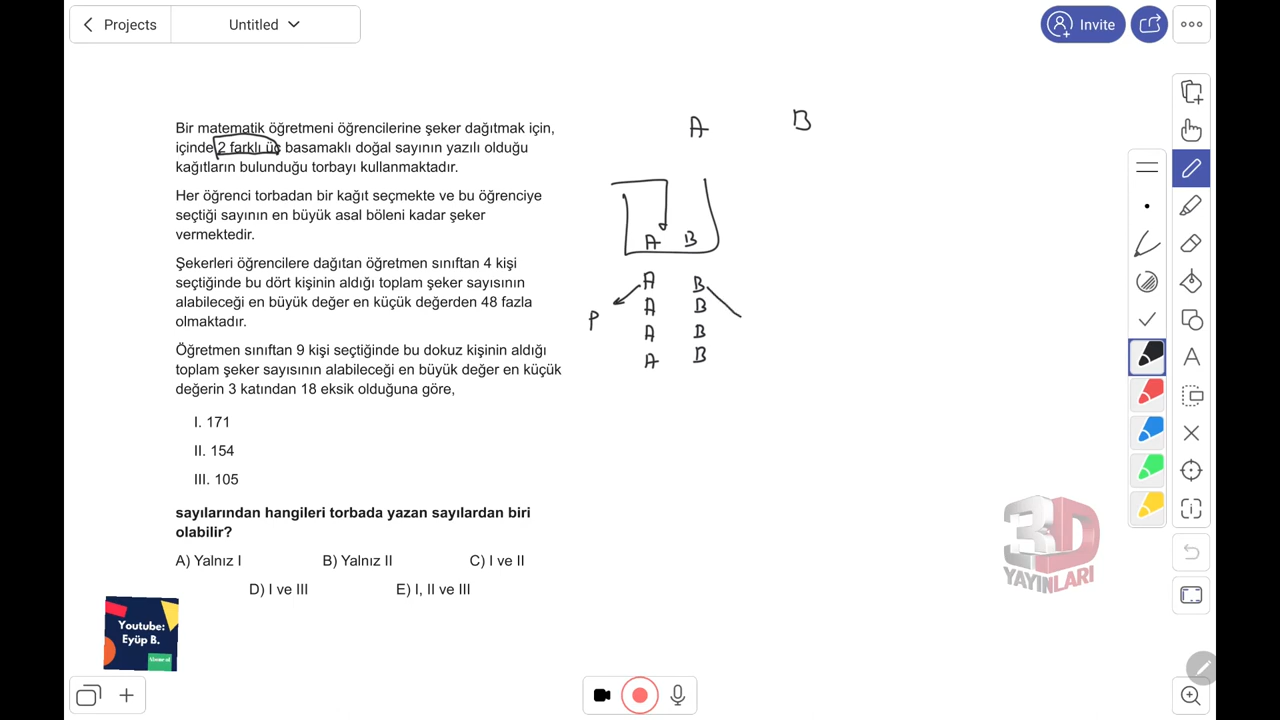 Projects
Untitled
Invite
Bir matematik öğretmeni öğrencilerine şeker dağıtmak için,
içinde 2 farklı üç basamaklı doğal sayının yazılı olduğu
kağıtların bulunduğu torbayı kullanmaktadır.
Her öğrenci torbadan bir kağıt seçmekte ve bu öğrenciye
seçtiği sayının en büyük asal böleni kadar şeker
vermektedir.
Şekerleri öğrencilere dağıtan öğretmen sınıftan 4 kişi
seçtiğinde bu dört kişinin aldığı toplam şeker sayısının
alabileceği en büyük değer en küçük değerden 48 fazla
olmaktadır.
Öğretmen sınıftan 9 kişi seçtiğinde bu dokuz kişinin aldığı
toplam şeker sayısının alabileceği en büyük değer en küçük
değerin 3 katından 18 eksik olduğuna göre,
I. 171
II. 154
III. 105
sayılarından hangileri torbada yazan sayılardan biri
olabilir?
A) Yalnız I B) Yalnız II C) I ve II
D) I ve III E) I, II ve III
A B
A B
A B
A B
P A B
A B
A
3D
YAYINLARI
Youtube:
Eyüp B.